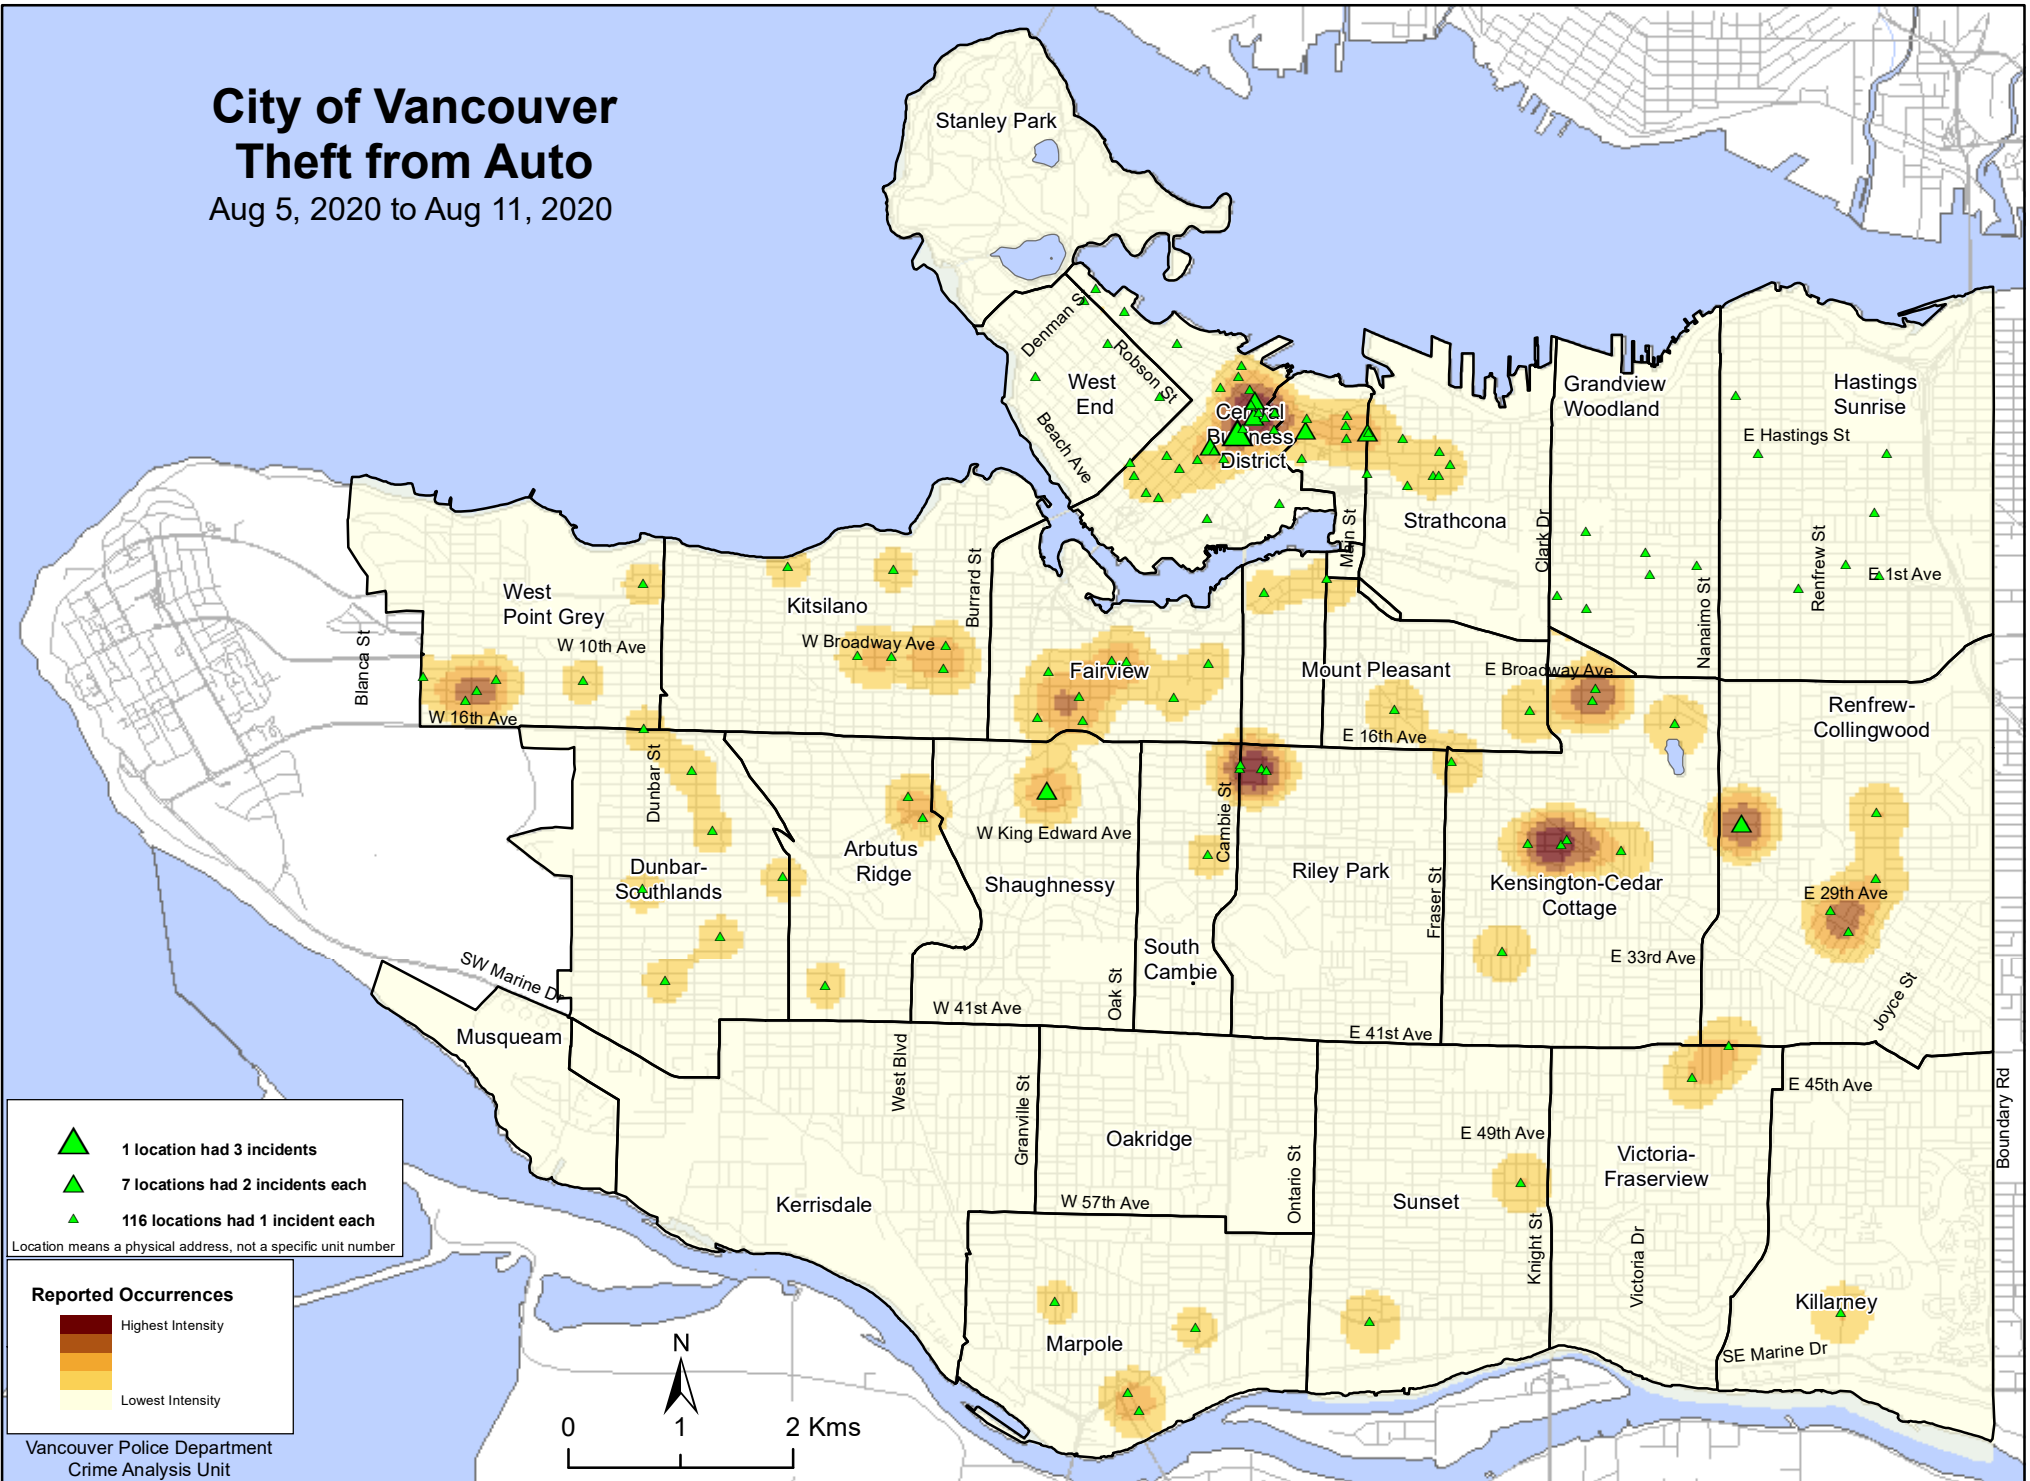 City of Vancouver
Theft from Auto
Aug 5, 2020 to Aug 11, 2020
Stanley Park
Denman St
Robson St
West
End
Beach Ave
Central
Business
District
Grandview
Woodland
Hastings
Sunrise
E Hastings St
Strathcona
Main St
Clark Dr
Nanaimo St
Renfrew St
E 1st Ave
West
Point Grey
W 10th Ave
Blanca St
W 16th Ave
Kitsilano
W Broadway Ave
Burrard St
Fairview
Mount Pleasant
E Broadway Ave
E 16th Ave
Renfrew-
Collingwood
Dunbar St
Dunbar-
Southlands
Arbutus
Ridge
W King Edward Ave
Shaughnessy
Cambie St
Riley Park
Fraser St
Kensington-Cedar
Cottage
E 29th Ave
South
Cambie
Oak St
E 33rd Ave
Joyce St
SW Marine Dr
Musqueam
W 41st Ave
E 41st Ave
West Blvd
Granville St
Oakridge
Ontario St
E 49th Ave
E 45th Ave
Boundary Rd
Victoria-
Fraserview
Kerrisdale
W 57th Ave
Sunset
Knight St
Victoria Dr
Killarney
SE Marine Dr
Marpole
1 location had 3 incidents
7 locations had 2 incidents each
116 locations had 1 incident each
Location means a physical address, not a specific unit number
Reported Occurrences
Highest Intensity
Lowest Intensity
Vancouver Police Department
Crime Analysis Unit
N
0 1 2 Kms